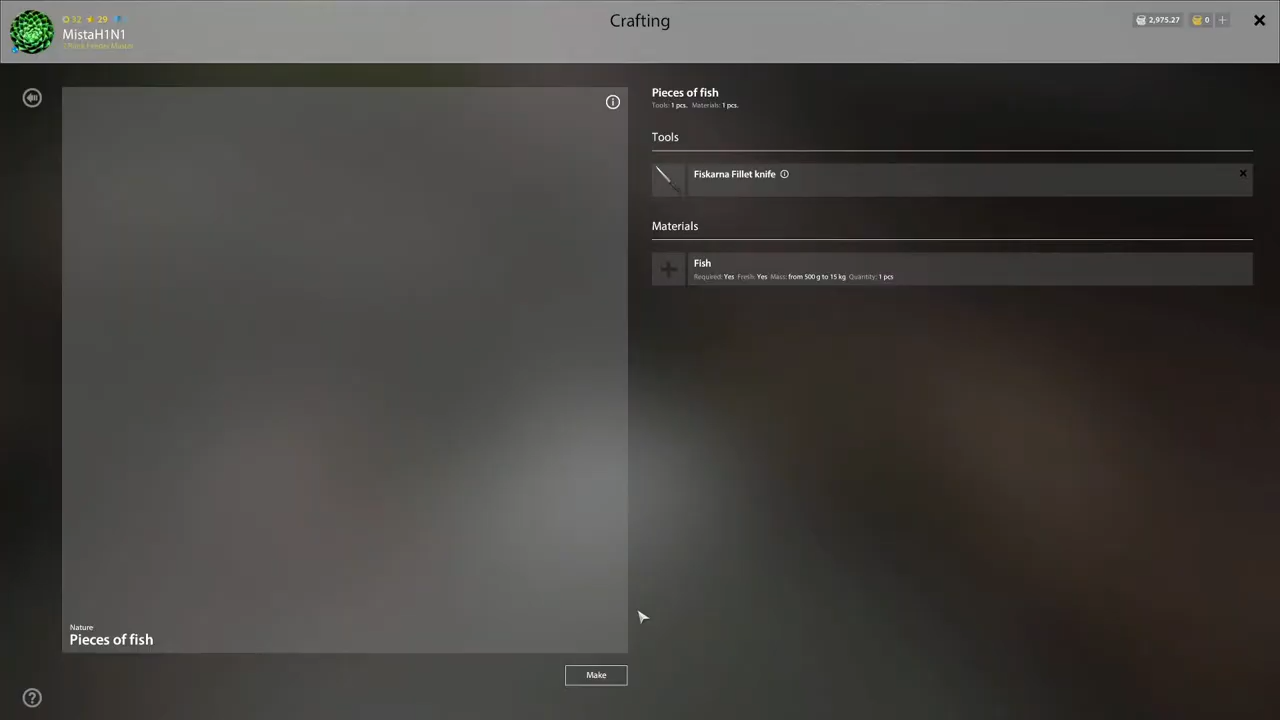 32 29
MistaH1N1
Crafting
2,975.27
0
Pieces of fish
Tools: 1 pcs. Materials: 1 pcs.
Tools
Fiskarna Fillet knife
Materials
Fish
Required: Yes Fresh: Yes Mass: from 500 g to 15 kg Quantity: 1 pcs
Nature
Pieces of fish
Make